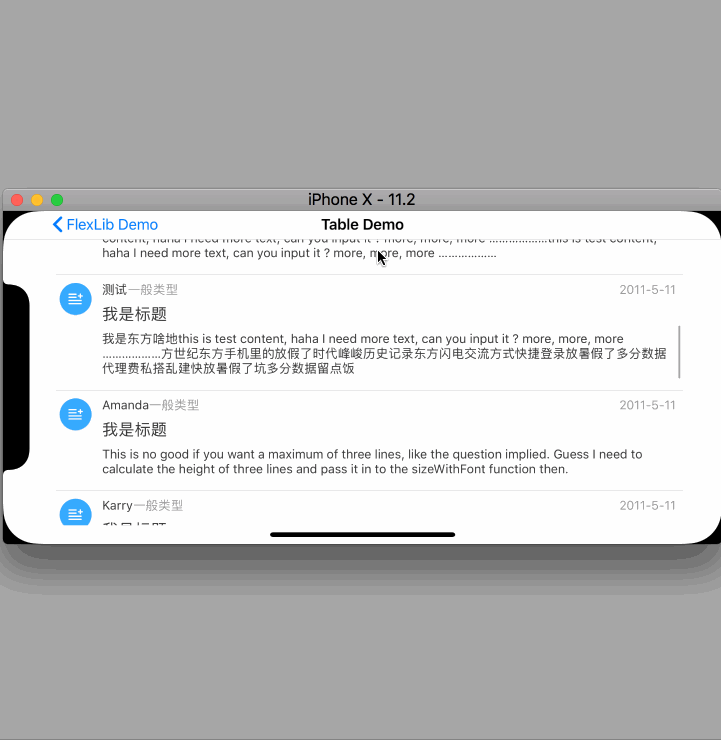 iPhone X - 11.2
FlexLib Demo
Table Demo
content, haha I need more text, can you input it ? more, more, more ………………this is test content,
haha I need more text, can you input it ? more, more, more ………………
测试一般类型
2011-5-11
我是标题
我是东方啥地this is test content, haha I need more text, can you input it ? more, more, more
………………方世纪东方手机里的放假了时代峰峻历史记录东方闪电交流方式快捷登录放暑假了多分数据
代理费私搭乱建快放暑假了坑多分数据留点饭
Amanda一般类型
2011-5-11
我是标题
This is no good if you want a maximum of three lines, like the question implied. Guess I need to
calculate the height of three lines and pass it in to the sizeWithFont function then.
Karry一般类型
2011-5-11
我是标题